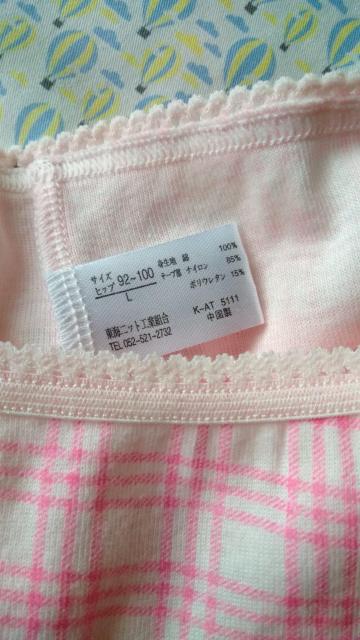 サイズ
ヒップ 92~100
L
身生地 綿 100%
テープ部 ナイロン 85%
ポリウレタン 15%
K-AT 5111
中国製
東海ニット工業組合
TEL 052-521-2732